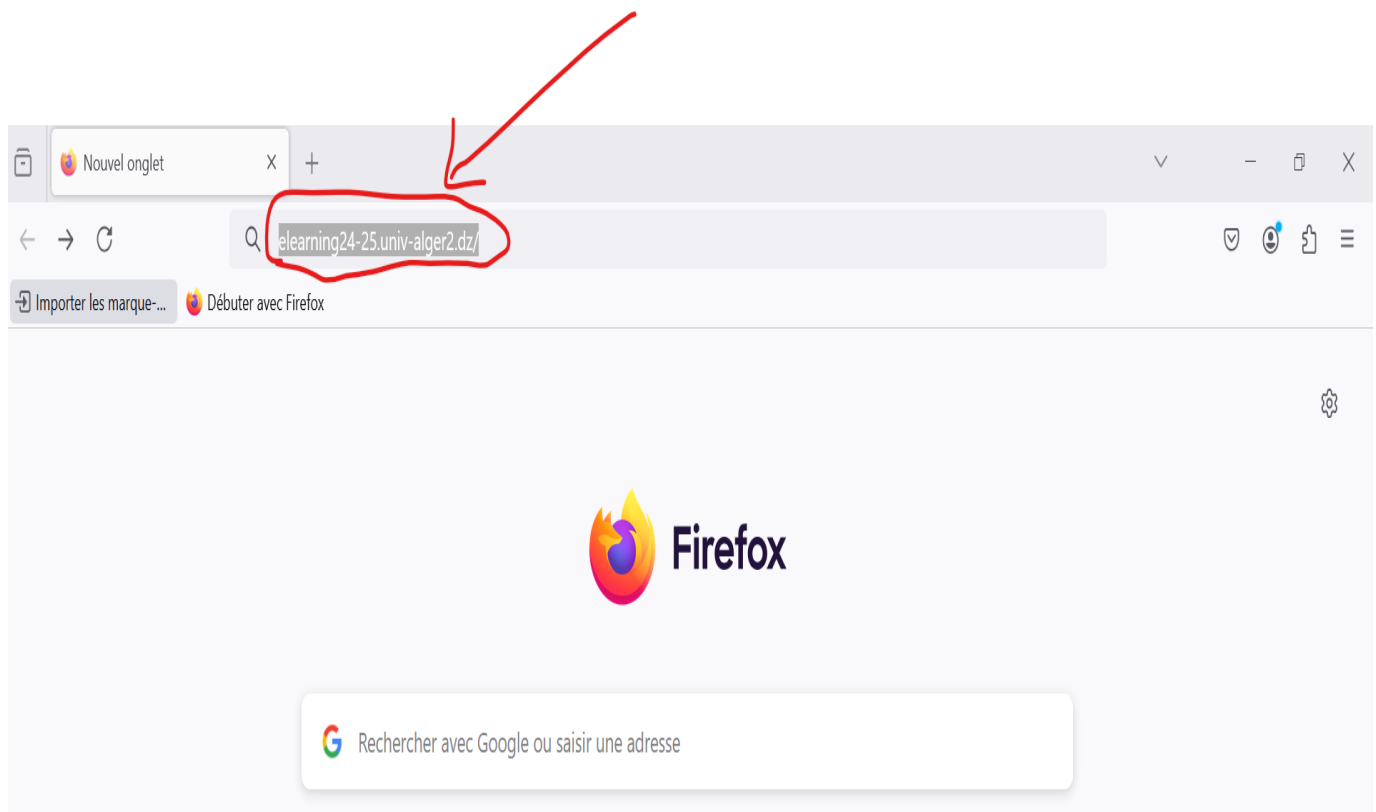 Nouvel onglet
elearning24-25.univ-alger2.dz/
Importer les marque-... Débuter avec Firefox
Firefox
Rechercher avec Google ou saisir une adresse